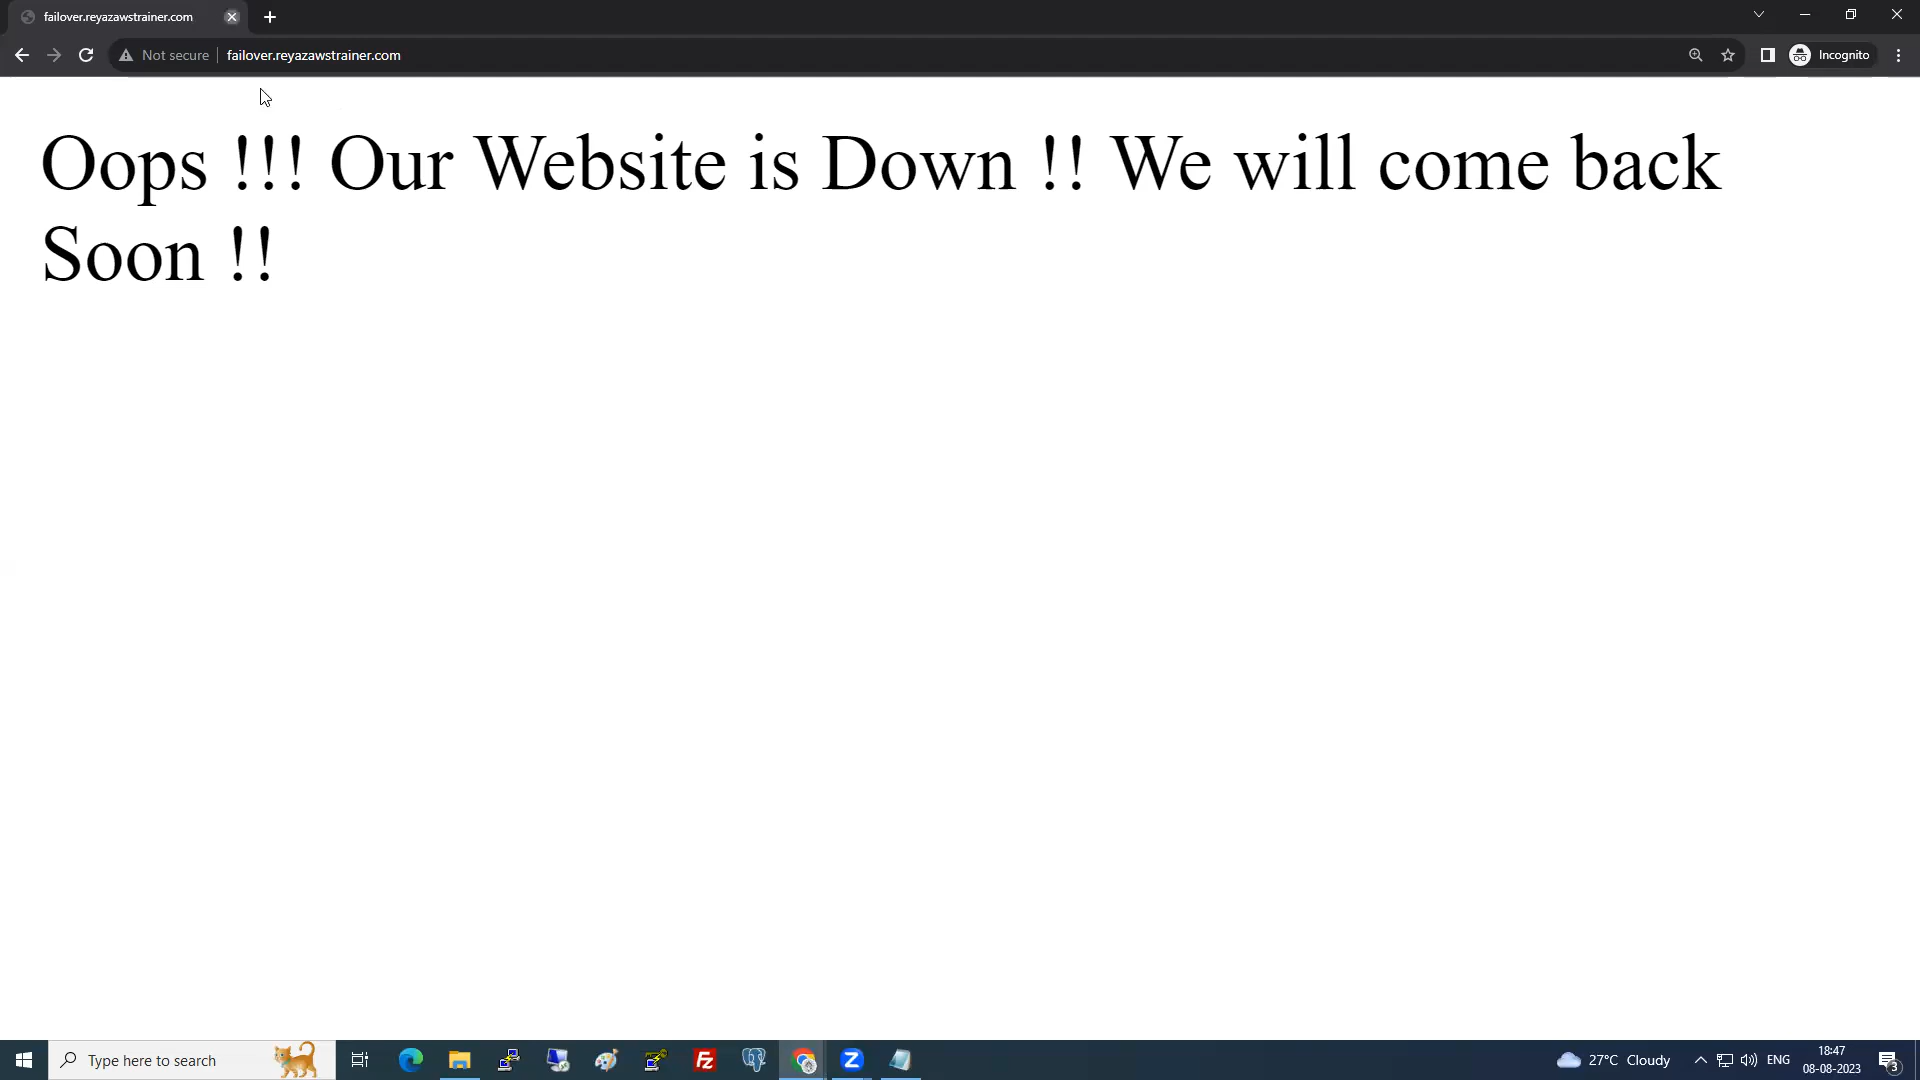 failover.reyazawstrainer.com
Not secure failover.reyazawstrainer.com Incognito
Oops !!! Our Website is Down !! We will come back
Soon !!
Type here to search
27°C Cloudy ENG
18:47
08-08-2023
3